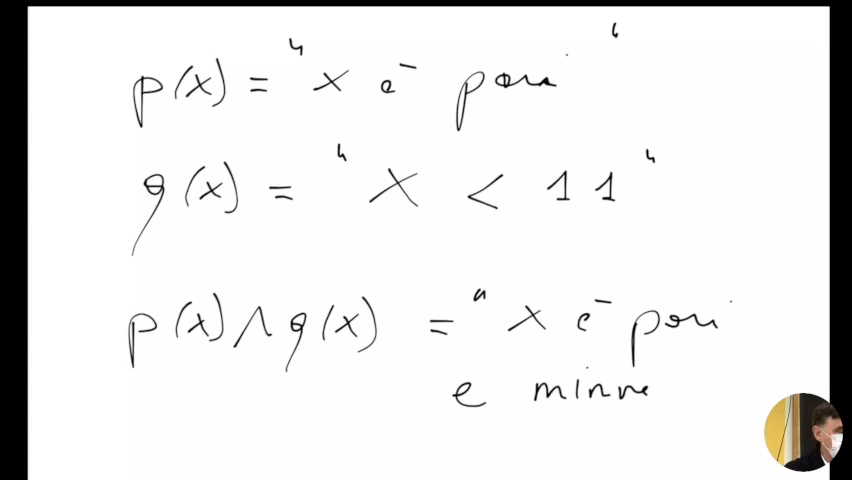 p(x) = "x è pari"
q(x) = "x < 11"
p(x) ∧ q(x) = "x è pari
e minore